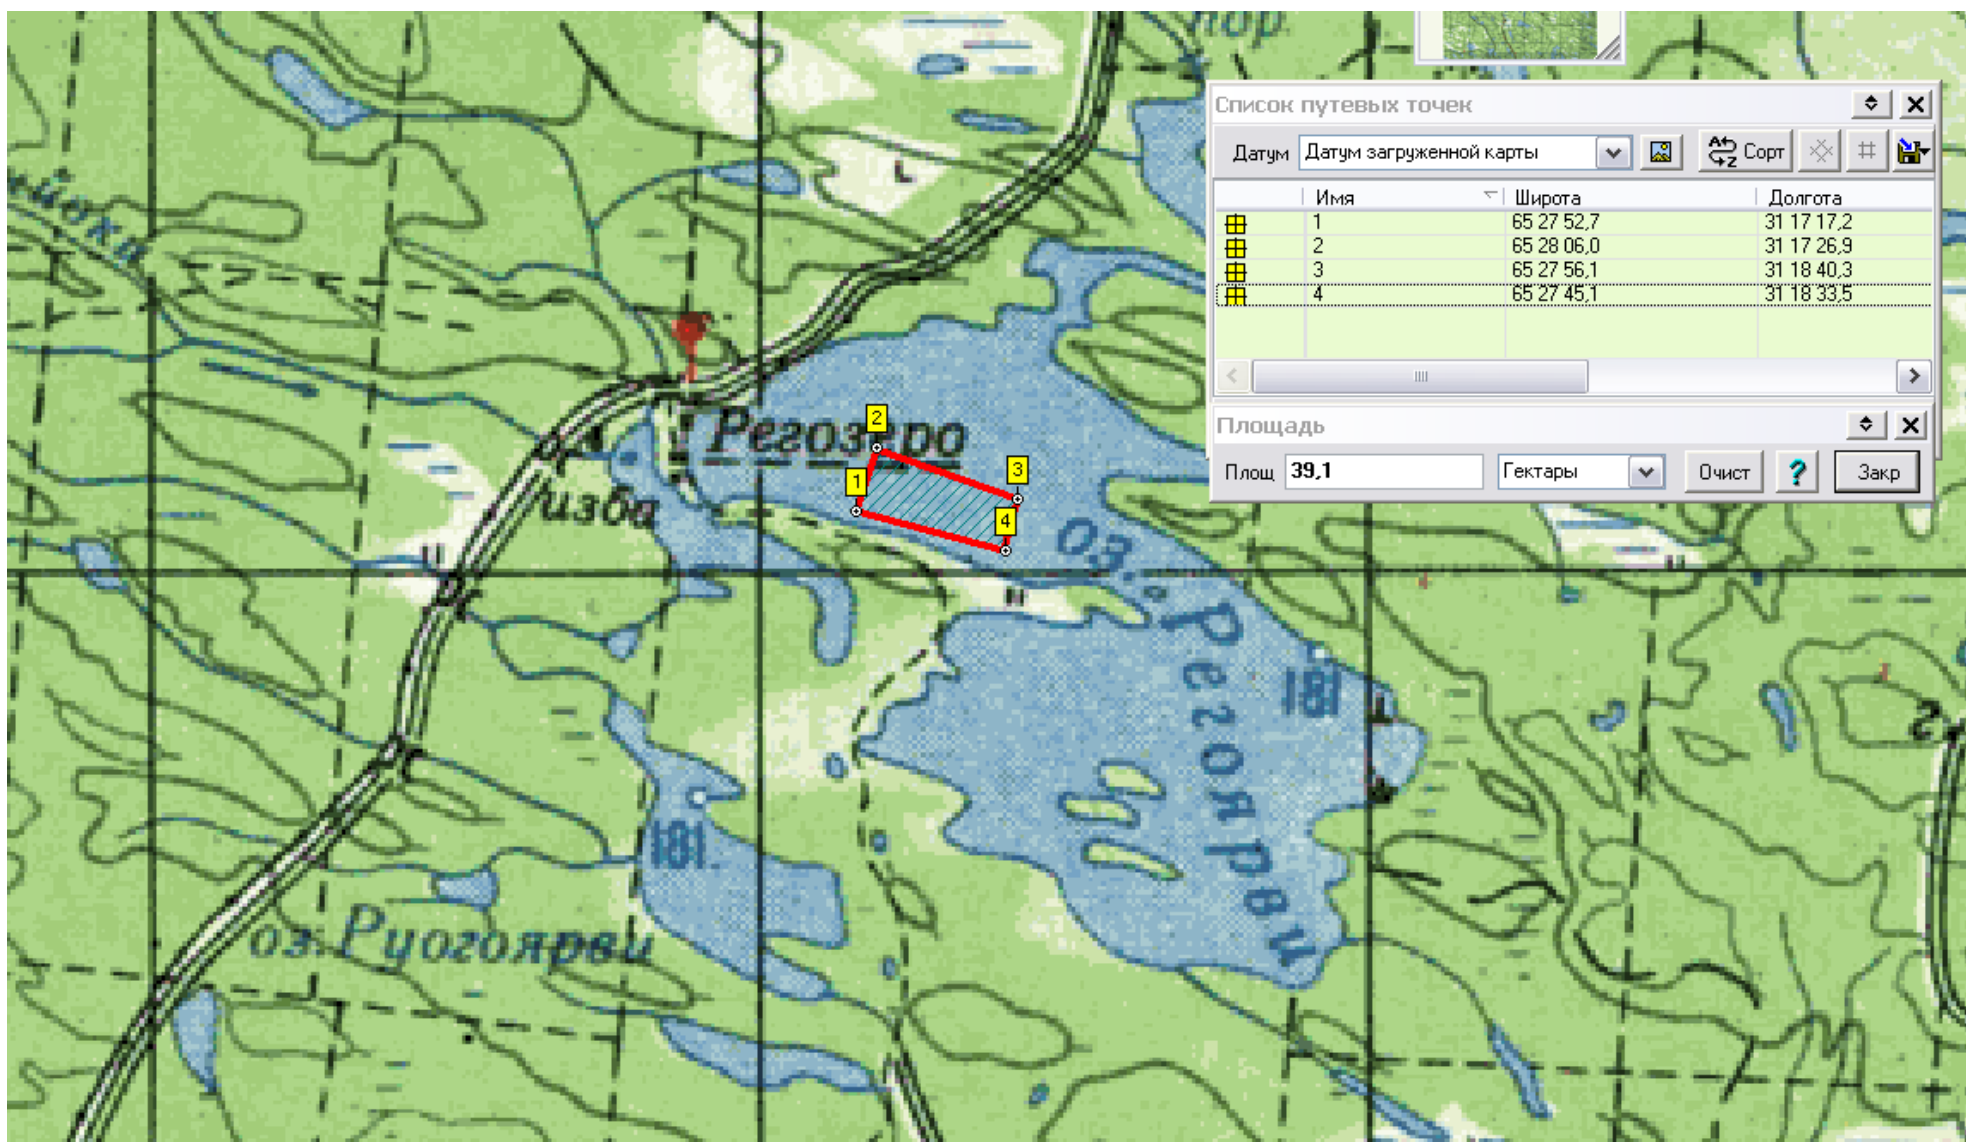 пор.
Список путевых точек
Датум Датум загруженной карты Сорт
Имя Широта Долгота
1 65 27 52,7 31 17 17,2
2 65 28 06,0 31 17 26,9
3 65 27 56,1 31 18 40,3
4 65 27 45,1 31 18 33,5
Площадь
Площ 39,1 Гектары Очист ? Закр
Регозеро
2
1
3
4
изба
оз. Регоярви
181
181
оз. Руогоярви